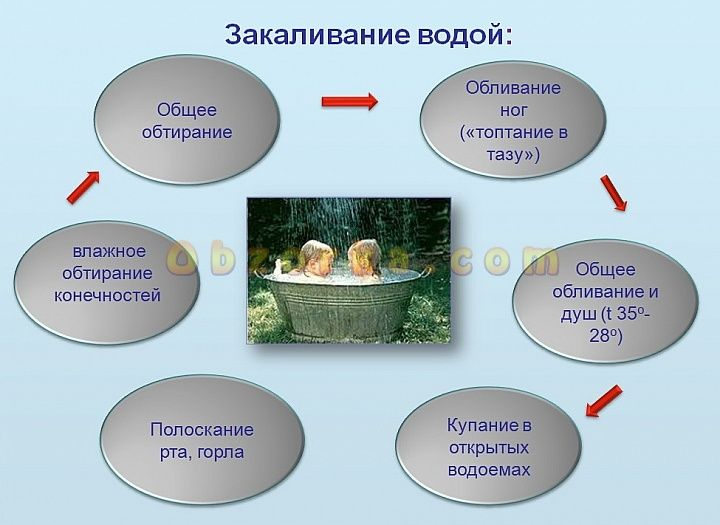 Закаливание водой:
Общее
обтирание
Обливание
ног
(«топтание в
тазу»)
влажное
обтирание
конечностей
Общее
обливание и
душ (t 35º-
28º)
Полоскание
рта, горла
Купание в
открытых
водоемах